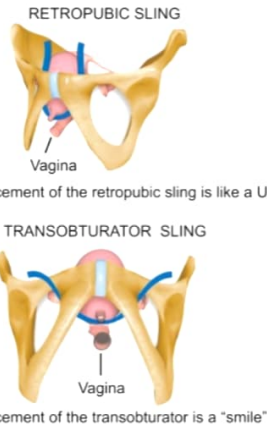 RETROPUBIC SLING
Vagina
cement of the retropubic sling is like a U
TRANSOBTURATOR SLING
Vagina
cement of the transobturator is a “smile”